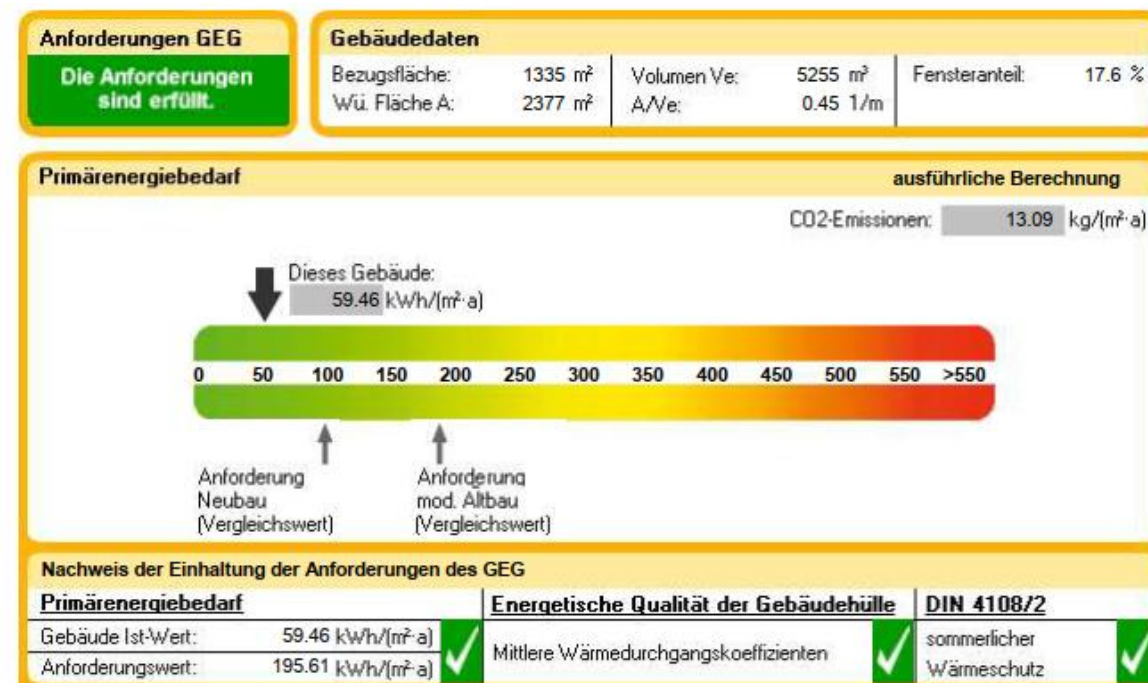 Anforderungen GEG
Die Anforderungen
sind erfüllt.
Gebäudedaten
Bezugsfläche: 1335 m²
Wü. Fläche A: 2377 m²
Volumen Ve: 5255 m³
A/Ve: 0.45 1/m
Fensteranteil: 17.6 %
Primärenergiebedarf
ausführliche Berechnung
CO2-Emissionen: 13.09 kg/(m²·a)
Dieses Gebäude:
59.46 kWh/(m²·a)
0 50 100 150 200 250 300 350 400 450 500 550 >550
Anforderung
Neubau
(Vergleichswert)
Anforderung
mod. Altbau
(Vergleichswert)
Nachweis der Einhaltung der Anforderungen des GEG
Primärenergiebedarf
Gebäude Ist-Wert: 59.46 kWh/(m²·a)
Anforderungswert: 195.61 kWh/(m²·a)
Energetische Qualität der Gebäudehülle
Mittlere Wärmedurchgangskoeffizienten
DIN 4108/2
sommerlicher
Wärmeschutz